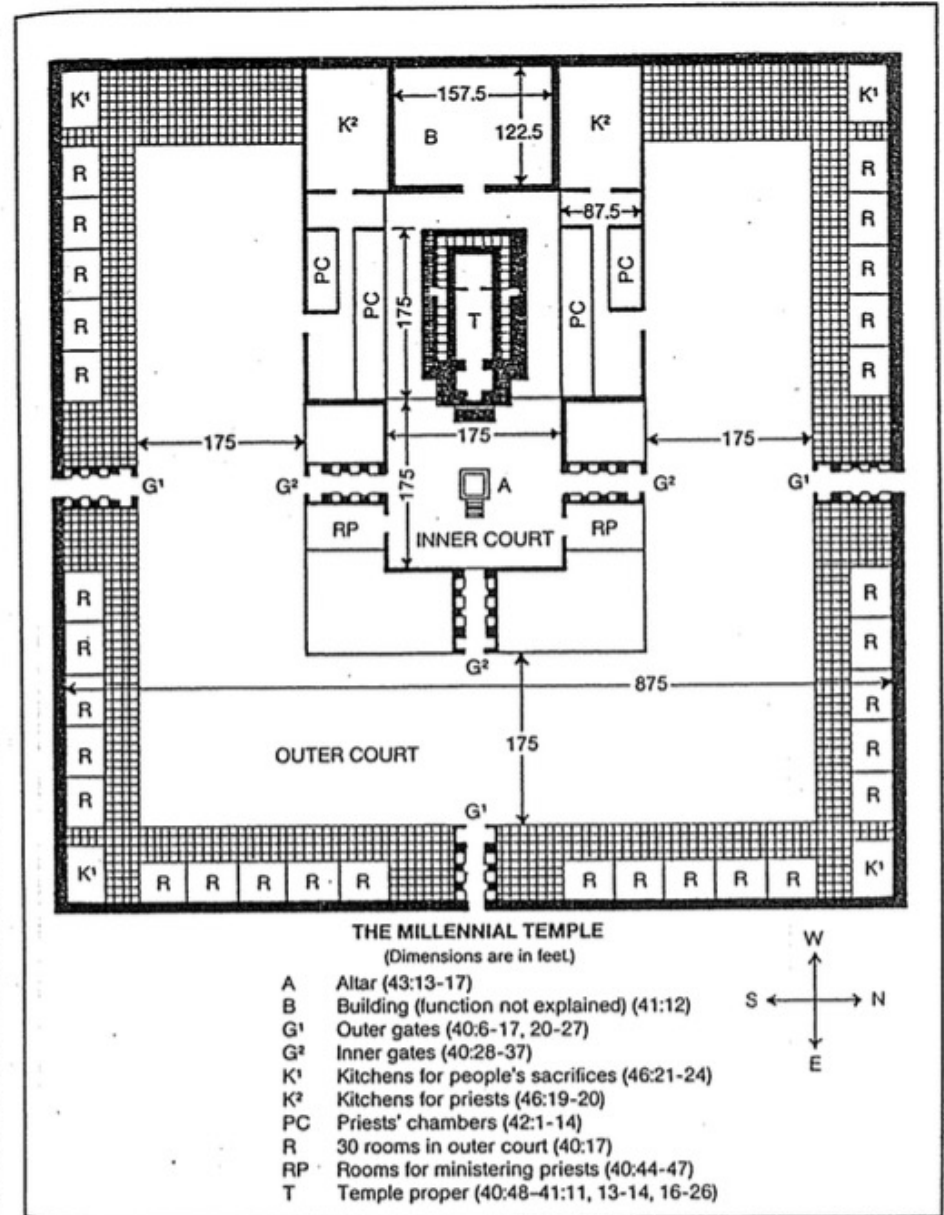 K¹ K² 157.5 B 122.5 K² K¹
R R
R 87.5 R
R PC PC 175 T PC PC R
R R
R R
175 175 175
G¹ G² 175 A G² G¹
RP INNER COURT RP
R R
R G² R
875
R R
R 175 R
OUTER COURT
R R
G¹
K¹ R R R R R R R R R R K¹
THE MILLENNIAL TEMPLE
(Dimensions are in feet.)
A Altar (43:13-17)
B Building (function not explained) (41:12)
G¹ Outer gates (40:6-17, 20-27)
G² Inner gates (40:28-37)
K¹ Kitchens for people's sacrifices (46:21-24)
K² Kitchens for priests (46:19-20)
PC Priests' chambers (42:1-14)
R 30 rooms in outer court (40:17)
RP Rooms for ministering priests (40:44-47)
T Temple proper (40:48–41:11, 13-14, 16-26)
W
S N
E